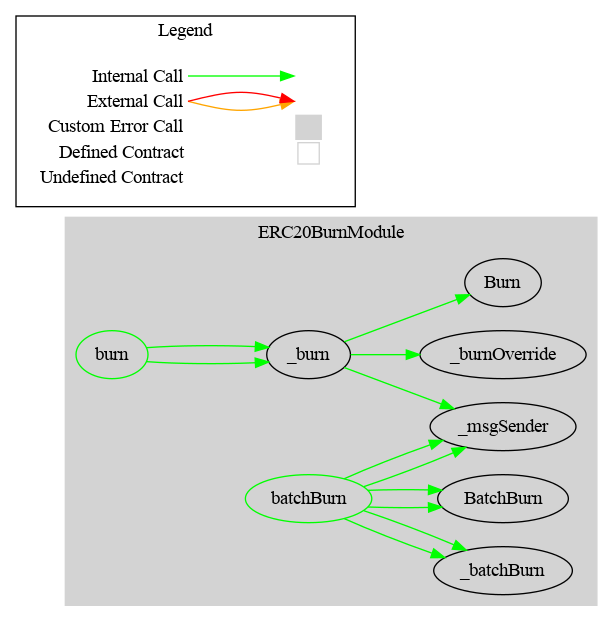 Legend
Internal Call
External Call
Custom Error Call
Defined Contract
Undefined Contract
ERC20BurnModule
Burn
burn
_burn
_burnOverride
_msgSender
batchBurn
BatchBurn
_batchBurn